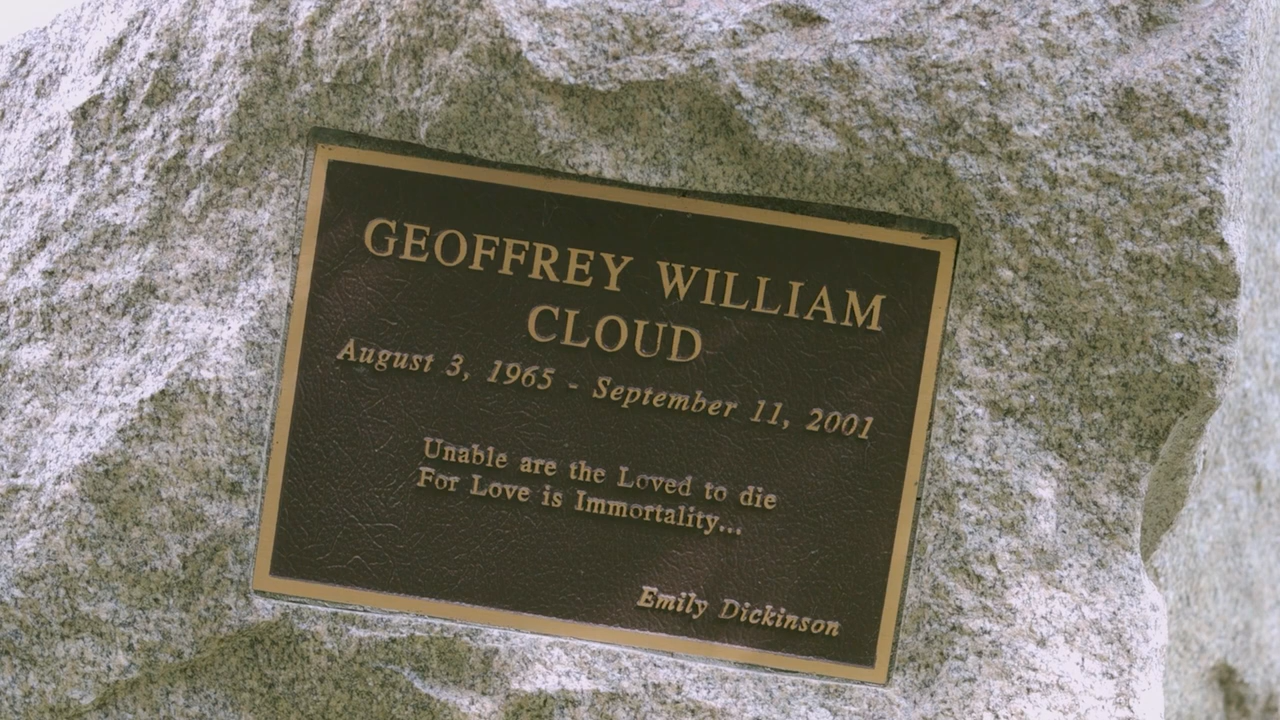 GEOFFREY WILLIAM
CLOUD
August 3, 1965 - September 11, 2001
Unable are the Loved to die
For Love is Immortality...
Emily Dickinson